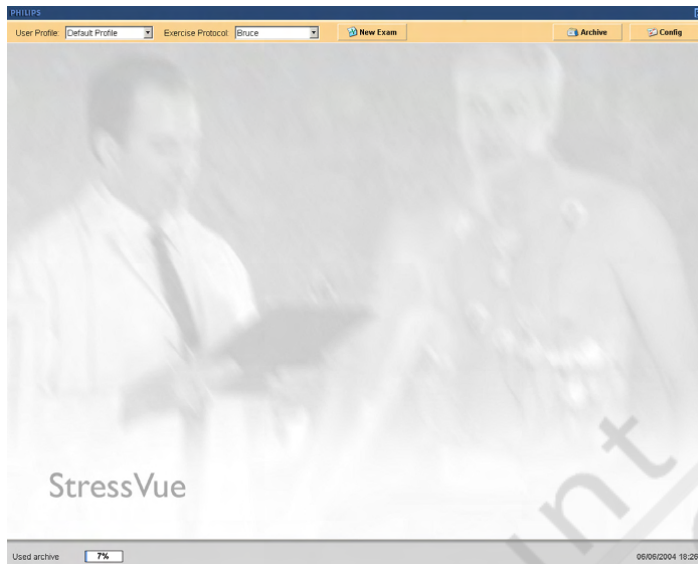 PHILIPS
User Profile: Default Profile Exercise Protocol: Bruce New Exam Archive Config
StressVue
Used archive 7% 06/06/2004 18:26